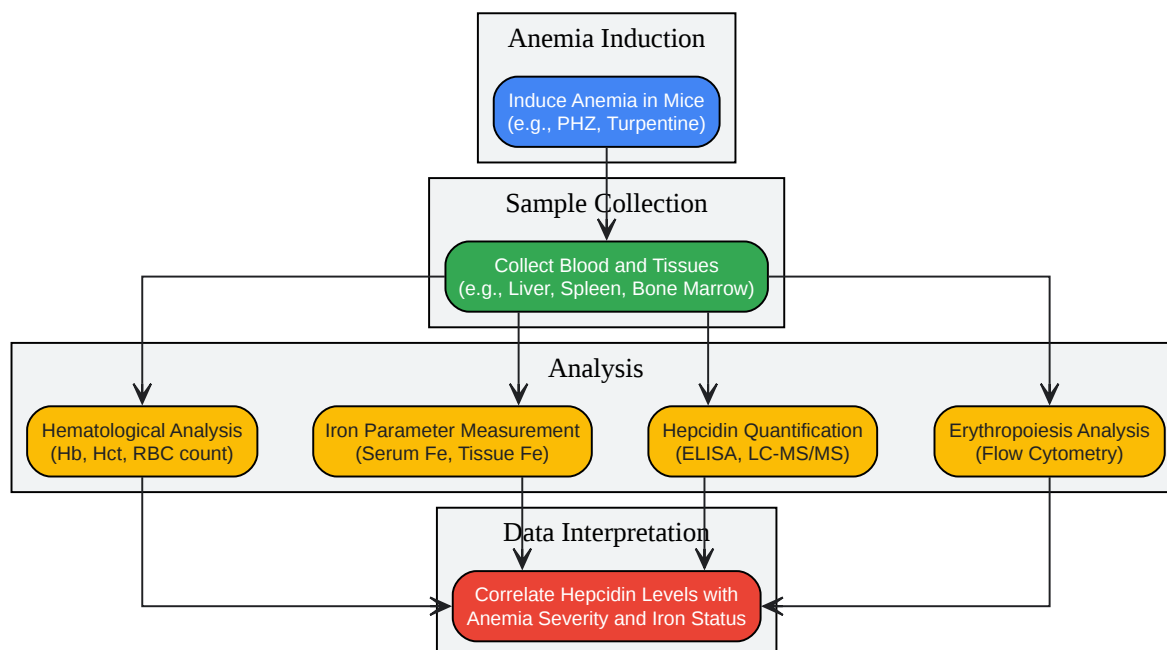 Anemia Induction
Induce Anemia in Mice
(e.g., PHZ, Turpentine)
Sample Collection
Collect Blood and Tissues
(e.g., Liver, Spleen, Bone Marrow)
Analysis
Hematological Analysis
(Hb, Hct, RBC count)
Iron Parameter Measurement
(Serum Fe, Tissue Fe)
Hepcidin Quantification
(ELISA, LC-MS/MS)
Erythropoiesis Analysis
(Flow Cytometry)
Data Interpretation
Correlate Hepcidin Levels with
Anemia Severity and Iron Status